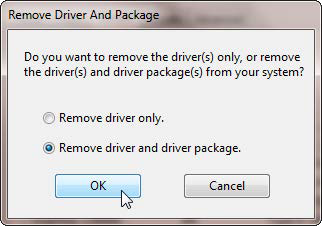 Remove Driver And Package
Do you want to remove the driver(s) only, or remove
the driver(s) and driver package(s) from your system?
Remove driver only.
Remove driver and driver package.
OK
Cancel